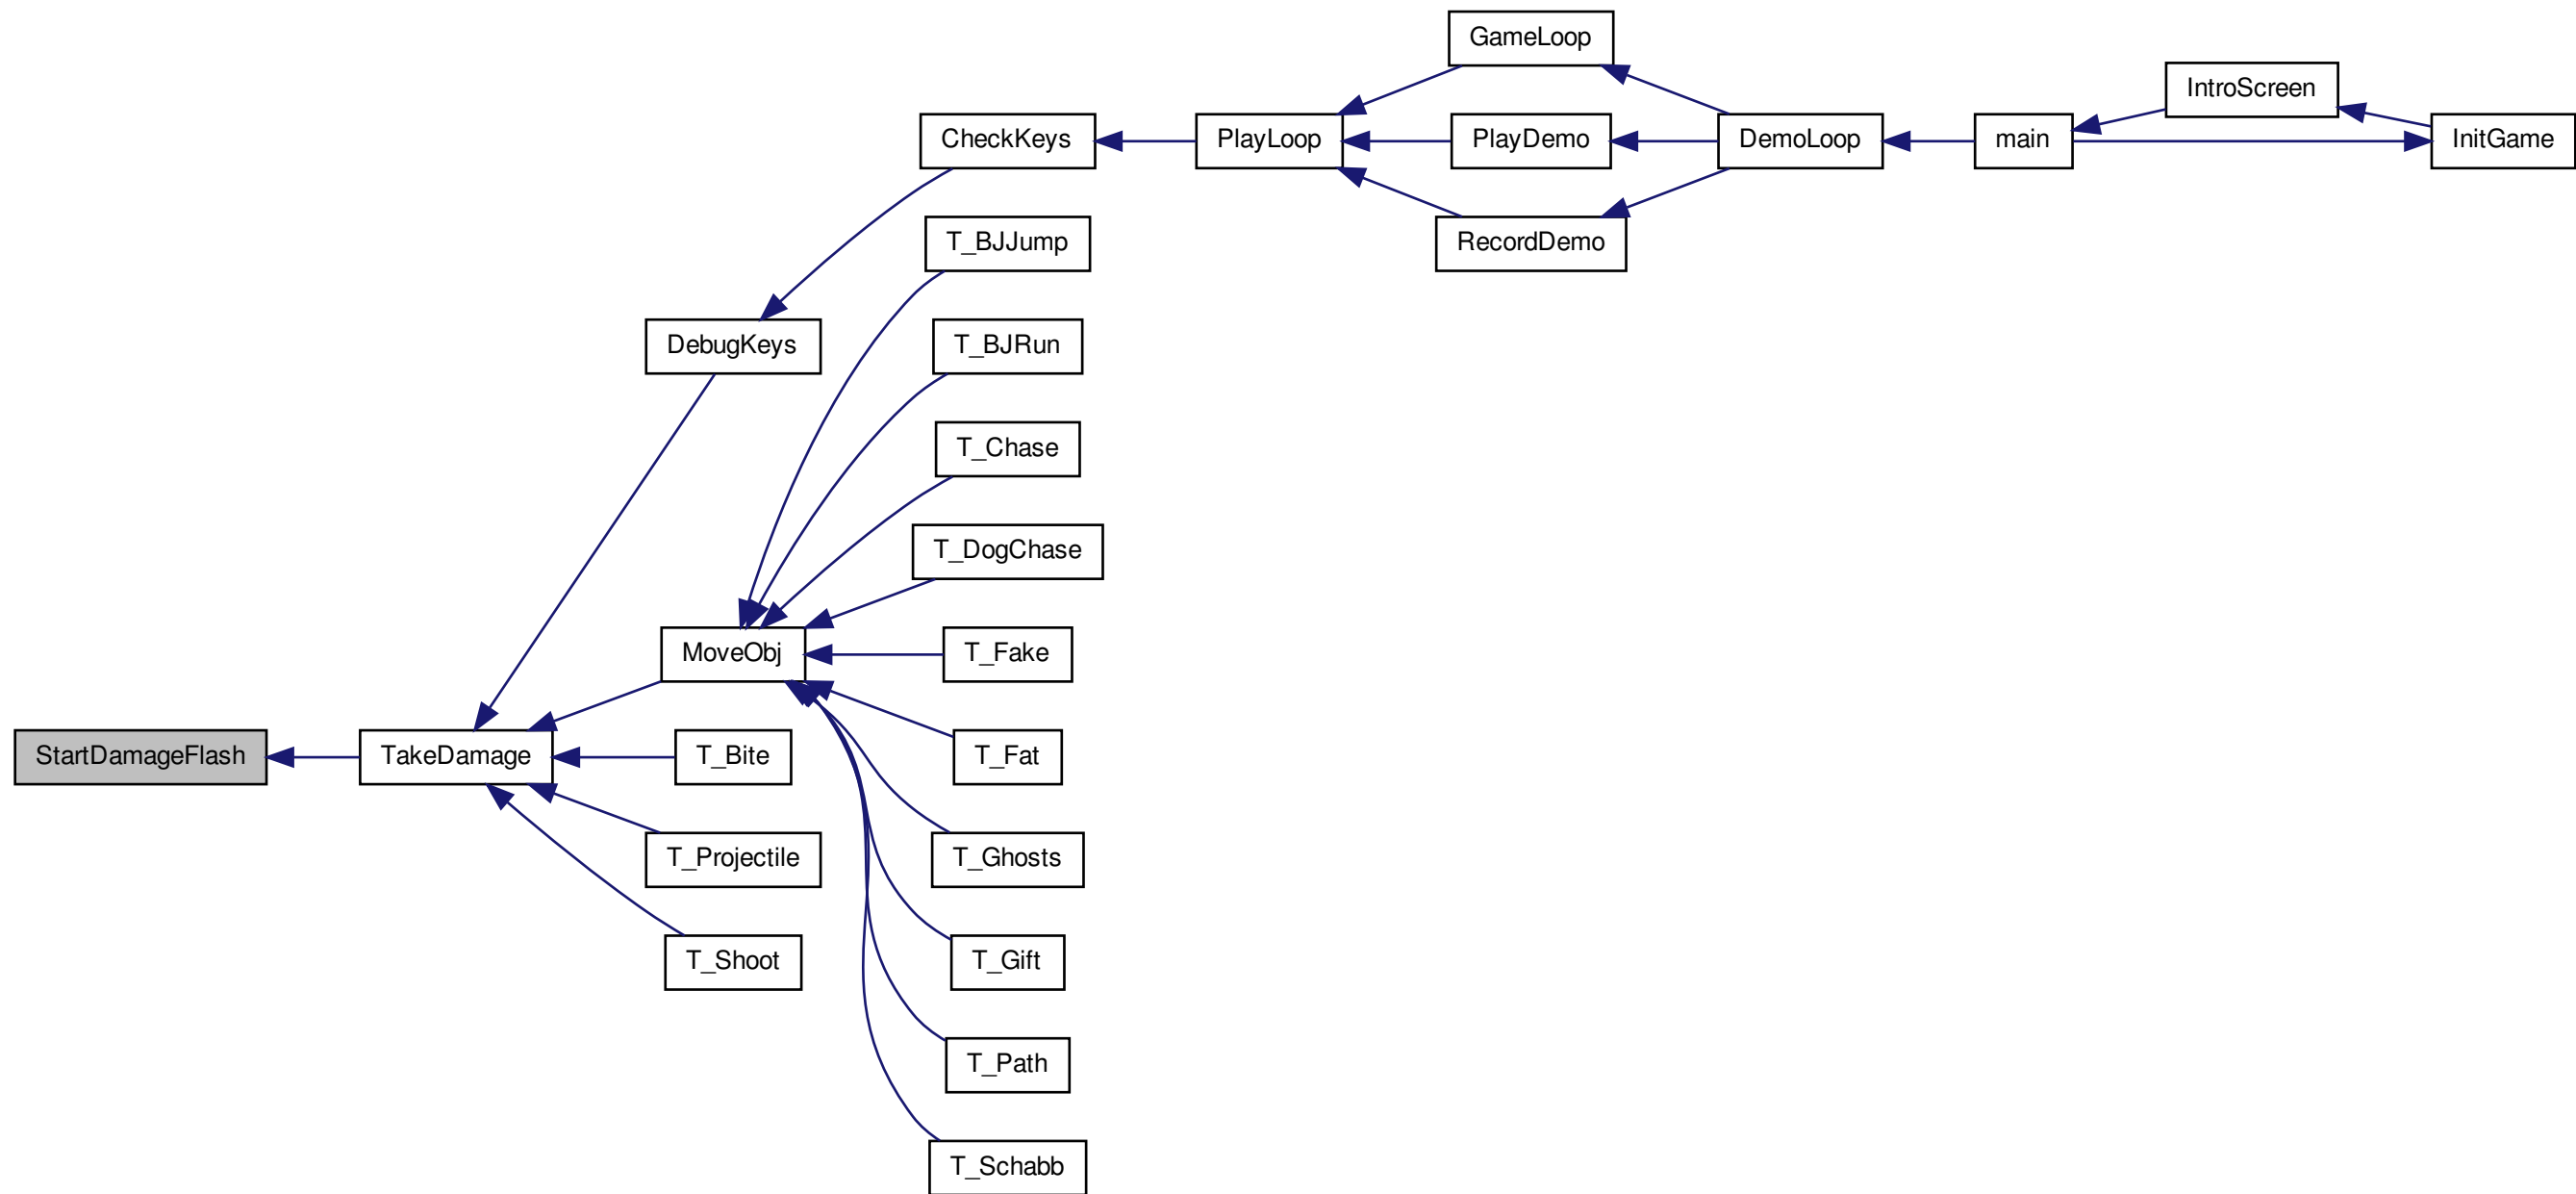 GameLoop
IntroScreen
CheckKeys
PlayLoop
PlayDemo
DemoLoop
main
InitGame
T_BJJump
RecordDemo
DebugKeys
T_BJRun
T_Chase
T_DogChase
MoveObj
T_Fake
StartDamageFlash
TakeDamage
T_Bite
T_Fat
T_Projectile
T_Ghosts
T_Shoot
T_Gift
T_Path
T_Schabb